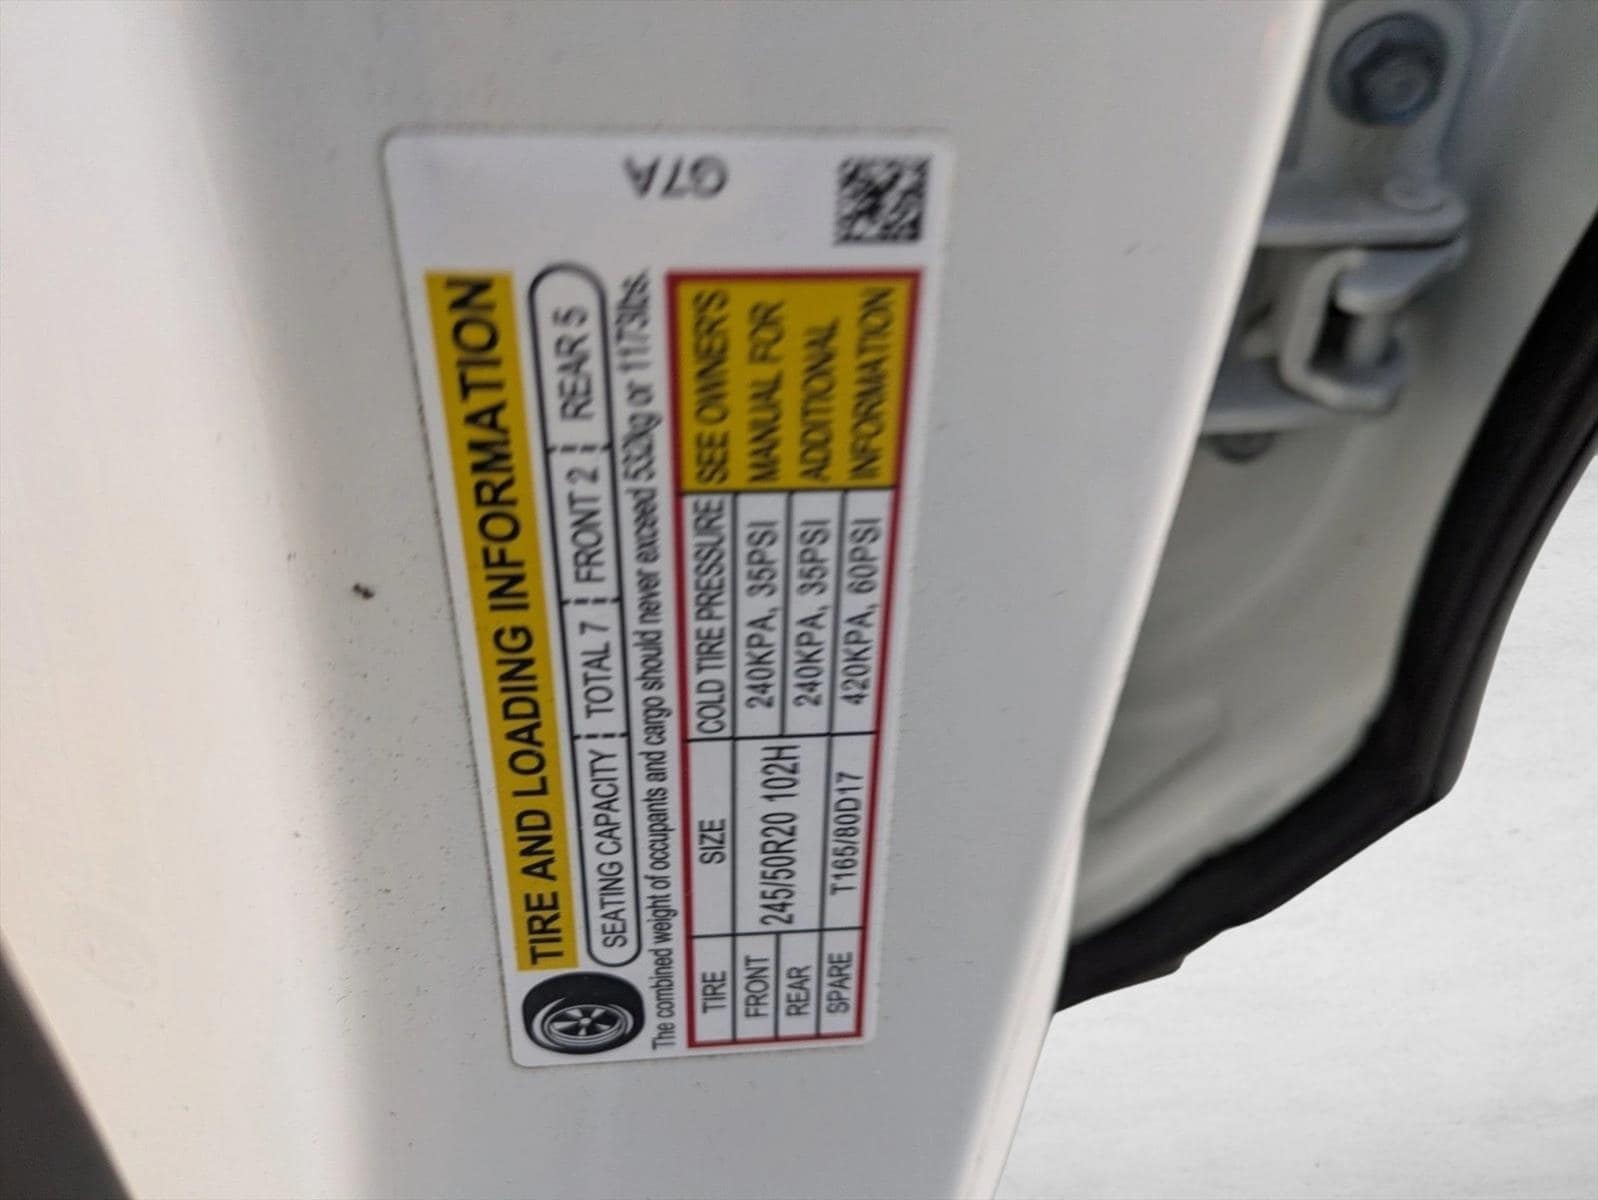 TIRE AND LOADING INFORMATION
SEATING CAPACITY TOTAL 7 FRONT 2 REAR 5
The combined weight of occupants and cargo should never exceed 532kg or 1173lbs.
TIRE SIZE COLD TIRE PRESSURE
FRONT 245/50R20 102H 240KPA, 35PSI
REAR 240KPA, 35PSI
SPARE T165/80D17 420KPA, 60PSI
SEE OWNER'S
MANUAL FOR
ADDITIONAL
INFORMATION
G7A